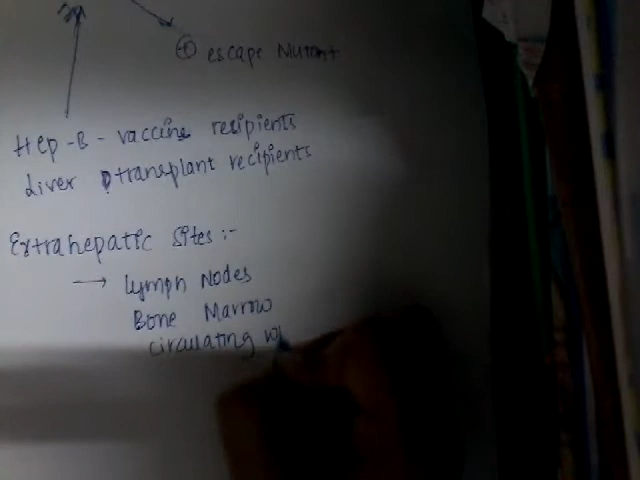 ⊕ escape Mutant
Hep-B - vaccine recipients
Liver transplant recipients
Extrahepatic Sites :-
→ Lymph Nodes
Bone Marrow
circulating